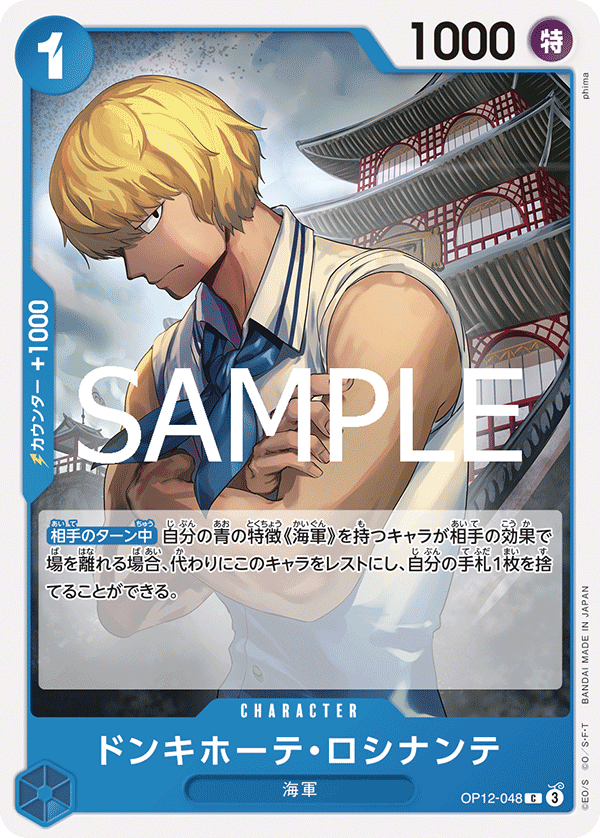 1
1000
特
phima
カウンター +1000
SAMPLE
相手のターン中 自分の青の特徴《海軍》を持つキャラが相手の効果で
場を離れる場合、代わりにこのキャラをレストにし、自分の手札1枚を捨
てることができる。
CHARACTER
ドンキホーテ・ロシナンテ
海軍
OP12-048 C 3
©E.O/S ©O/S・F・T BANDAI MADE IN JAPAN